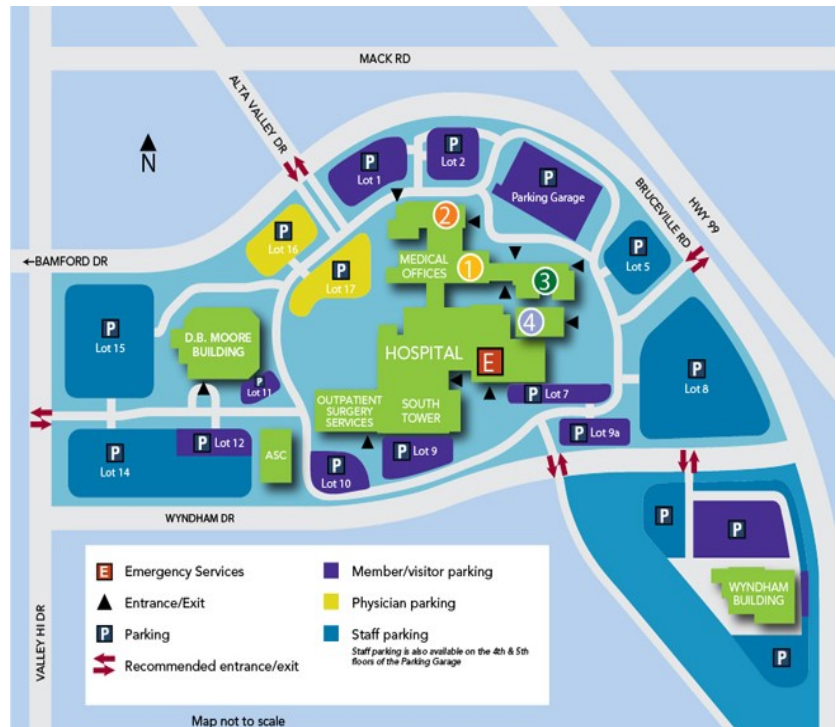 MACK RD
ALTA VALLEY DR
N
P
Lot 1
P
Lot 2
P
Parking Garage
BRUCEVILLE RD
HWY 99
←BAMFORD DR
P
Lot 16
P
Lot 17
2
MEDICAL
OFFICES
1
3
4
P
Lot 5
P
Lot 15
D.B. MOORE
BUILDING
HOSPITAL
E
P
Lot 8
P
Lot 11
P Lot 7
OUTPATIENT
SURGERY
SERVICES
SOUTH
TOWER
P
Lot 9a
P Lot 12
P
Lot 14
ASC
P
Lot 10
P
Lot 9
WYNDHAM DR
VALLEY HI DR
P
P
WYNDHAM
BUILDING
P
E Emergency Services
Entrance/Exit
P Parking
Recommended entrance/exit
Member/visitor parking
Physician parking
Staff parking
Staff parking is also available on the 4th & 5th
floors of the Parking Garage
Map not to scale